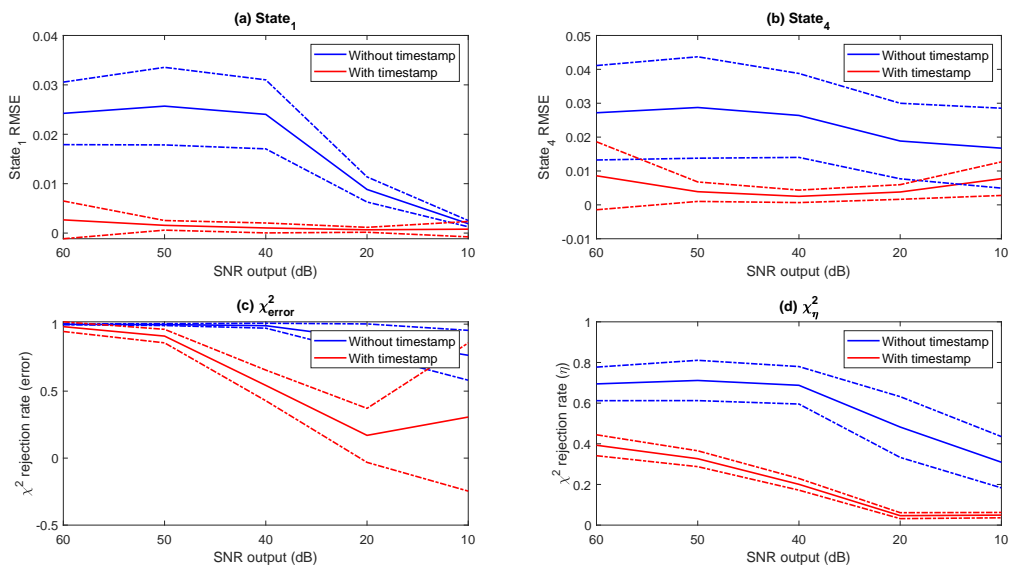 (a) State₁
State₁ RMSE
0.04
0.03
0.02
0.01
0
60
50
40
20
10
SNR output (dB)
Without timestamp
With timestamp
(b) State₄
State₄ RMSE
0.05
0.04
0.03
0.02
0.01
0
-0.01
60
50
40
20
10
SNR output (dB)
Without timestamp
With timestamp
(c) χ²error
χ² rejection rate (error)
1
0.5
0
-0.5
60
50
40
20
10
SNR output (dB)
Without timestamp
With timestamp
(d) χ²η
χ² rejection rate (η)
1
0.8
0.6
0.4
0.2
0
60
50
40
20
10
SNR output (dB)
Without timestamp
With timestamp